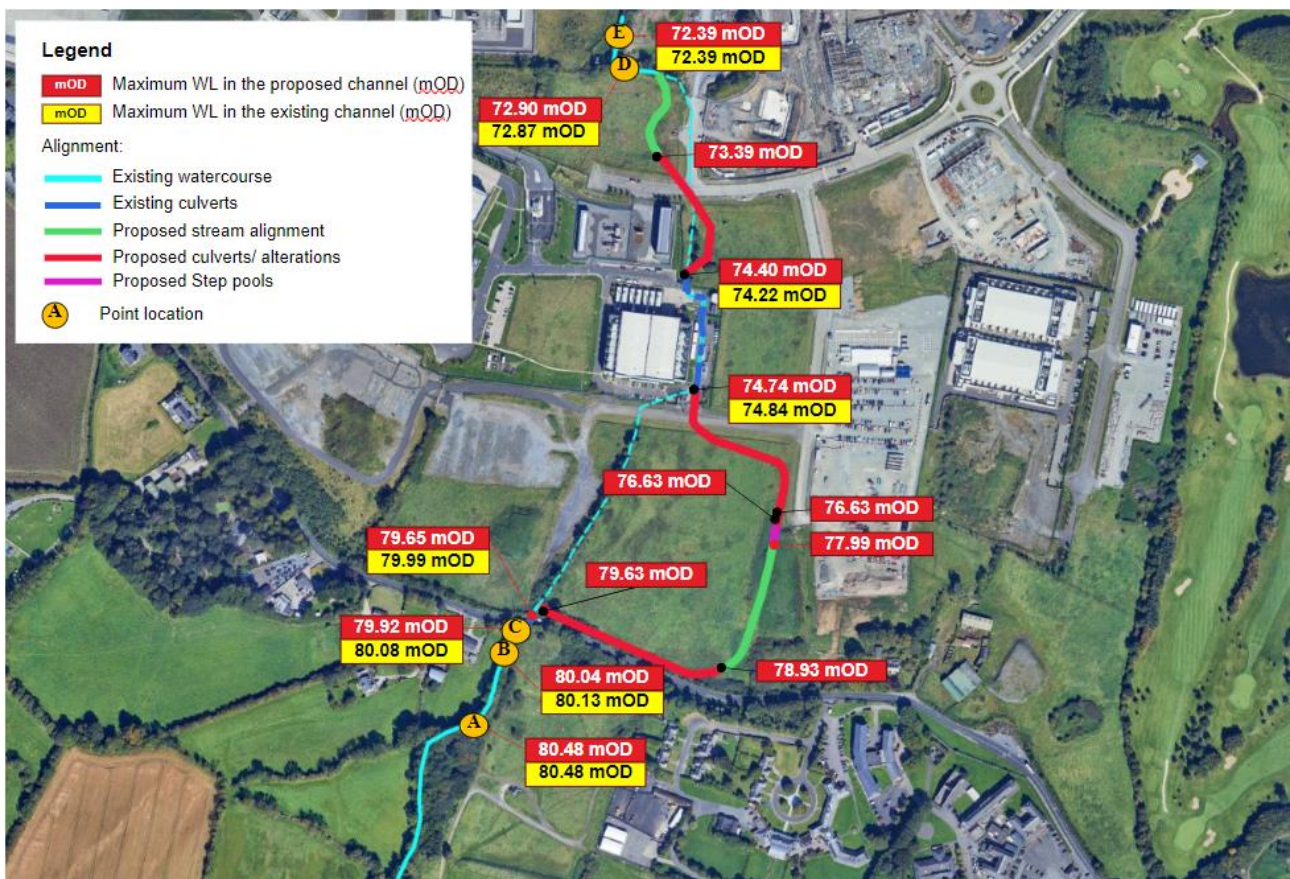 Legend
mOD Maximum WL in the proposed channel (mOD)
mOD Maximum WL in the existing channel (mOD)
Alignment:
Existing watercourse
Existing culverts
Proposed stream alignment
Proposed culverts/ alterations
Proposed Step pools
A Point location
E
72.39 mOD
72.39 mOD
D
72.90 mOD
72.87 mOD
73.39 mOD
74.40 mOD
74.22 mOD
74.74 mOD
74.84 mOD
76.63 mOD
76.63 mOD
77.99 mOD
79.65 mOD
79.99 mOD
79.63 mOD
79.92 mOD
80.08 mOD
C
B
80.04 mOD
80.13 mOD
78.93 mOD
A
80.48 mOD
80.48 mOD